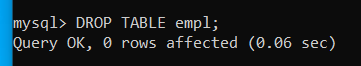 mysql> DROP TABLE empl;
Query OK, 0 rows affected (0.06 sec)